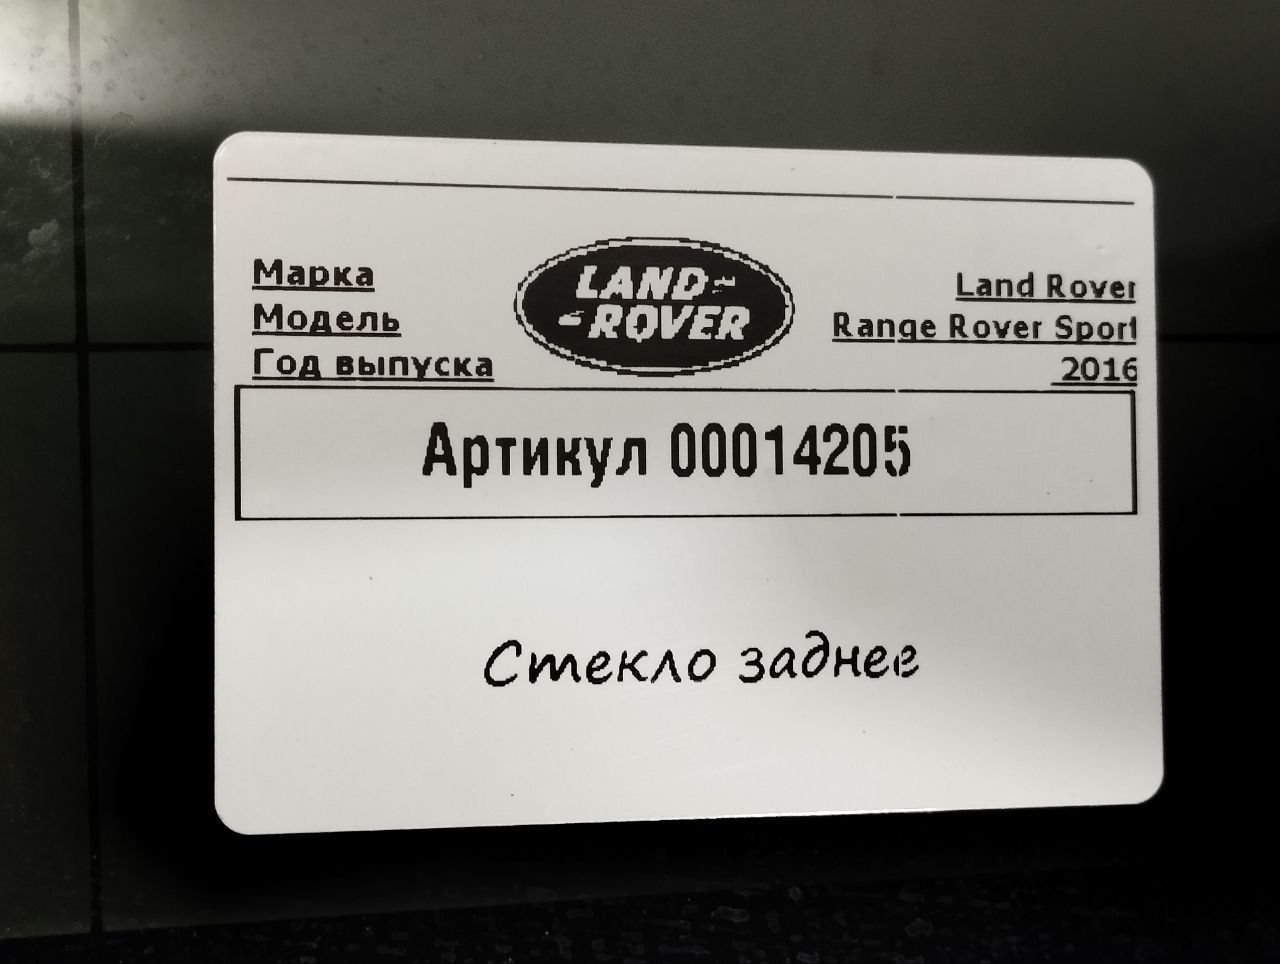 Марка
LAND
ROVER
Land Rover
Модель
Range Rover Sport
Год выпуска
2016
Артикул 00014205
Стекло заднее